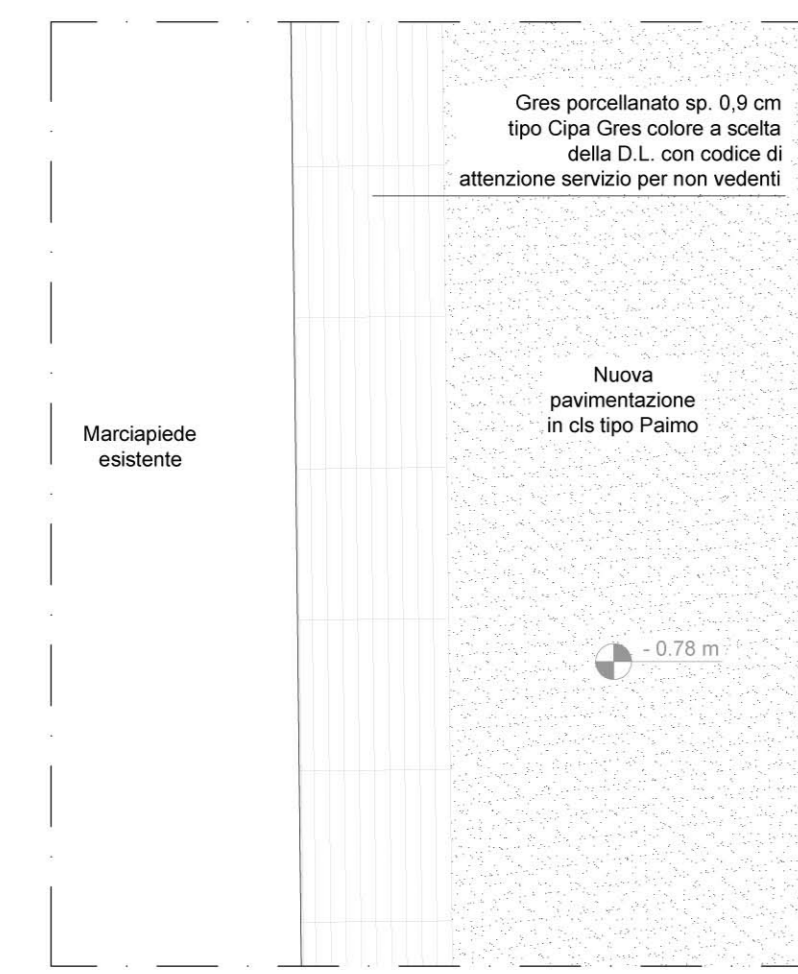 Gres porcellanato sp. 0,9 cm
tipo Cipa Gres colore a scelta
della D.L. con codice di
attenzione servizio per non vedenti
Nuova
pavimentazione
in cls tipo Paimo
Marciapiede
esistente
- 0.78 m